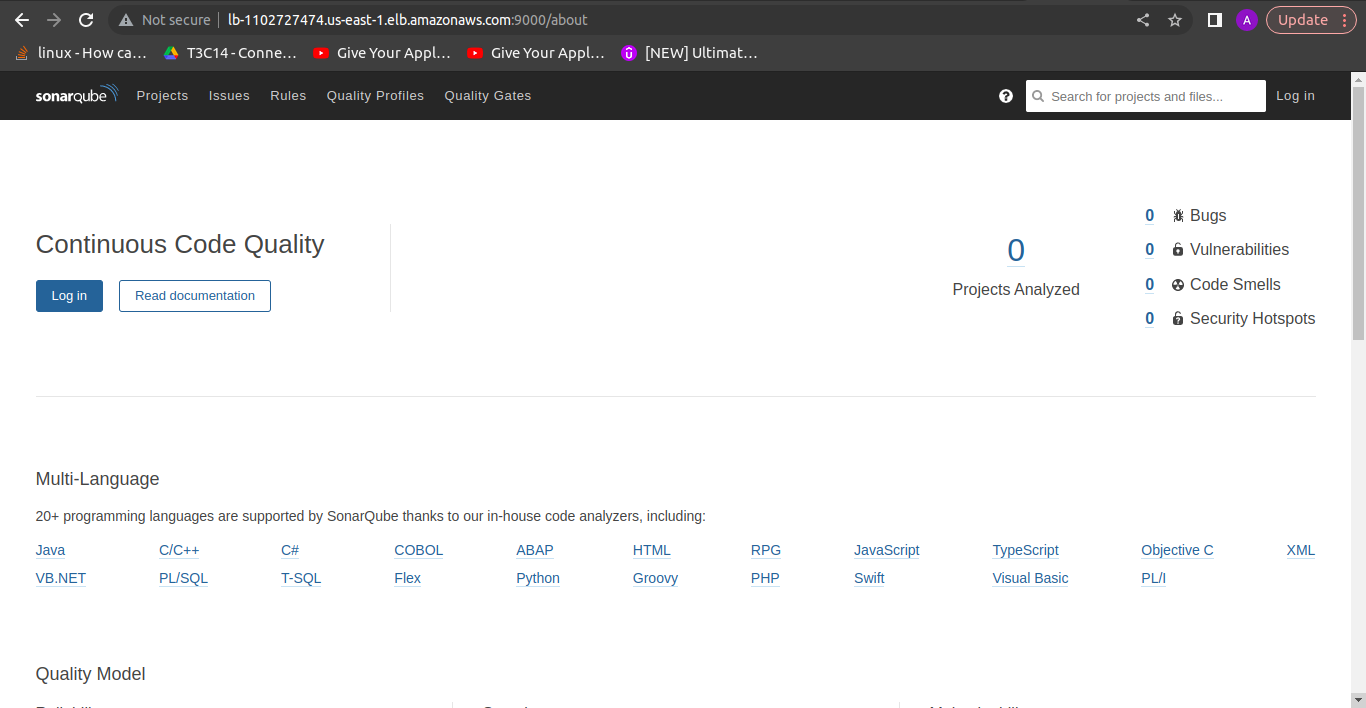 Not secure lb-1102727474.us-east-1.elb.amazonaws.com:9000/about A Update
linux - How ca... T3C14 - Conne... Give Your Appl... Give Your Appl... [NEW] Ultimat...
sonarqube Projects Issues Rules Quality Profiles Quality Gates ? Search for projects and files... Log in
Continuous Code Quality
Log in Read documentation
0
Projects Analyzed
0 Bugs
0 Vulnerabilities
0 Code Smells
0 Security Hotspots
Multi-Language
20+ programming languages are supported by SonarQube thanks to our in-house code analyzers, including:
Java C/C++ C# COBOL ABAP HTML RPG JavaScript TypeScript Objective C XML
VB.NET PL/SQL T-SQL Flex Python Groovy PHP Swift Visual Basic PL/I
Quality Model